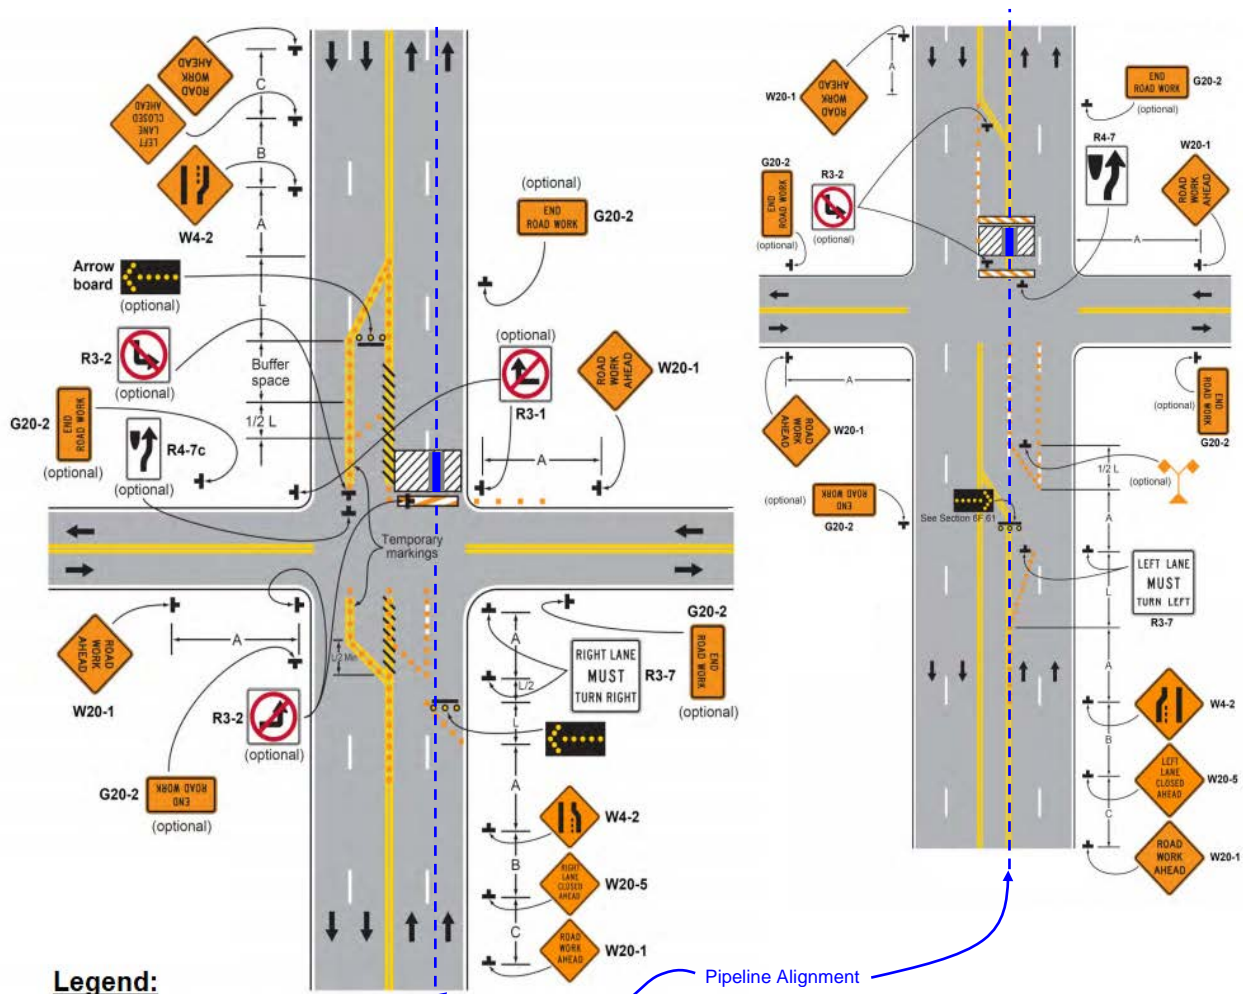 ROAD
WORK
AHEAD
LEFT
LANE
CLOSED
AHEAD
W4-2
C
B
A
L
Arrow
board
(optional)
R3-2
(optional)
Buffer
space
1/2 L
G20-2
END
ROAD WORK
(optional)
R4-7c
(optional)
(optional)
END
ROAD WORK
G20-2
(optional)
R3-1
ROAD
WORK
AHEAD
W20-1
A
Temporary
markings
ROAD
WORK
AHEAD
W20-1
A
L/2 Min
R3-2
(optional)
G20-2
END
ROAD WORK
(optional)
A
L/2
L
A
B
C
RIGHT LANE
MUST
TURN RIGHT
R3-7
G20-2
END
ROAD WORK
(optional)
W4-2
RIGHT
LANE
CLOSED
AHEAD
W20-5
ROAD
WORK
AHEAD
W20-1
Legend:
Pipeline Alignment
W20-1
ROAD
WORK
AHEAD
A
END
ROAD WORK
G20-2
(optional)
G20-2
END
ROAD WORK
(optional)
R3-2
(optional)
R4-7
W20-1
ROAD
WORK
AHEAD
A
A
ROAD
WORK
AHEAD
W20-1
END
ROAD WORK
(optional)
G20-2
(optional)
END
ROAD WORK
G20-2
See Section 6F.61
1/2 L
(optional)
A
L
A
B
C
LEFT LANE
MUST
TURN LEFT
R3-7
W4-2
LEFT
LANE
CLOSED
AHEAD
W20-5
ROAD
WORK
AHEAD
W20-1